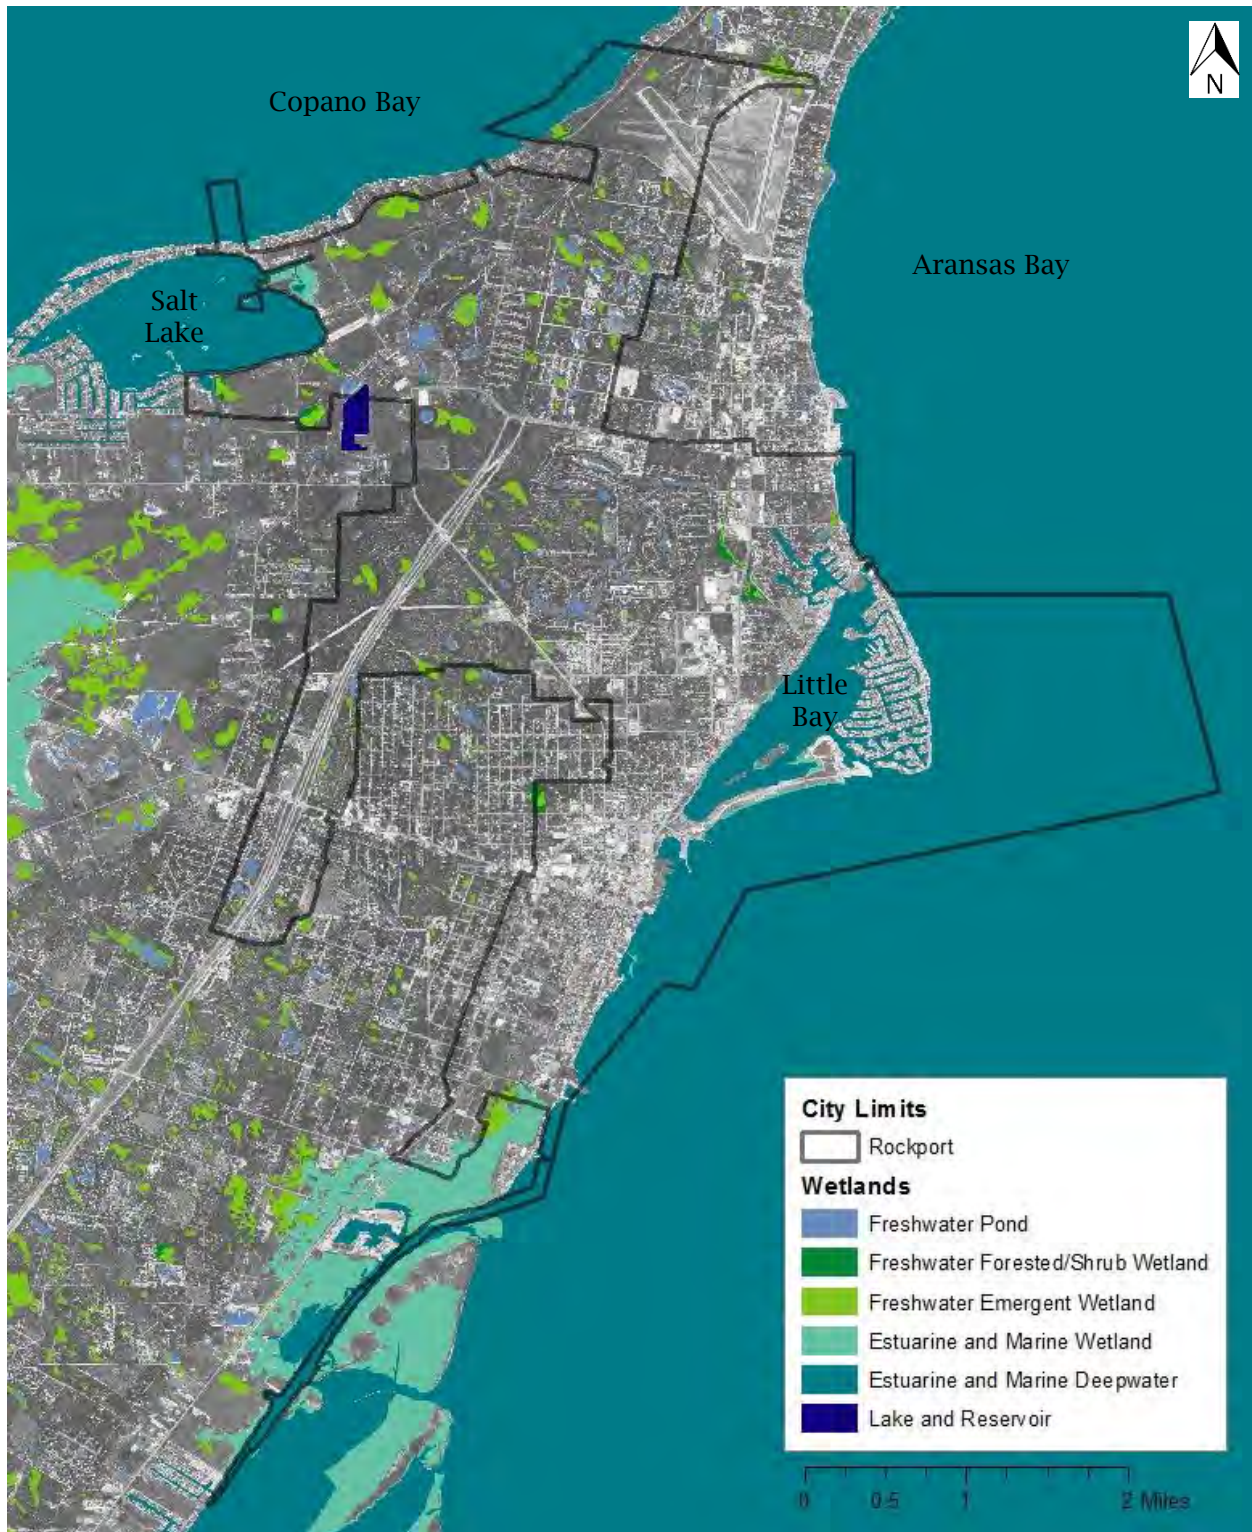 N
Copano Bay
Aransas Bay
Salt
Lake
Little
Bay
City Limits
Rockport
Wetlands
Freshwater Pond
Freshwater Forested/Shrub Wetland
Freshwater Emergent Wetland
Estuarine and Marine Wetland
Estuarine and Marine Deepwater
Lake and Reservoir
0 0.5 1 2 Miles